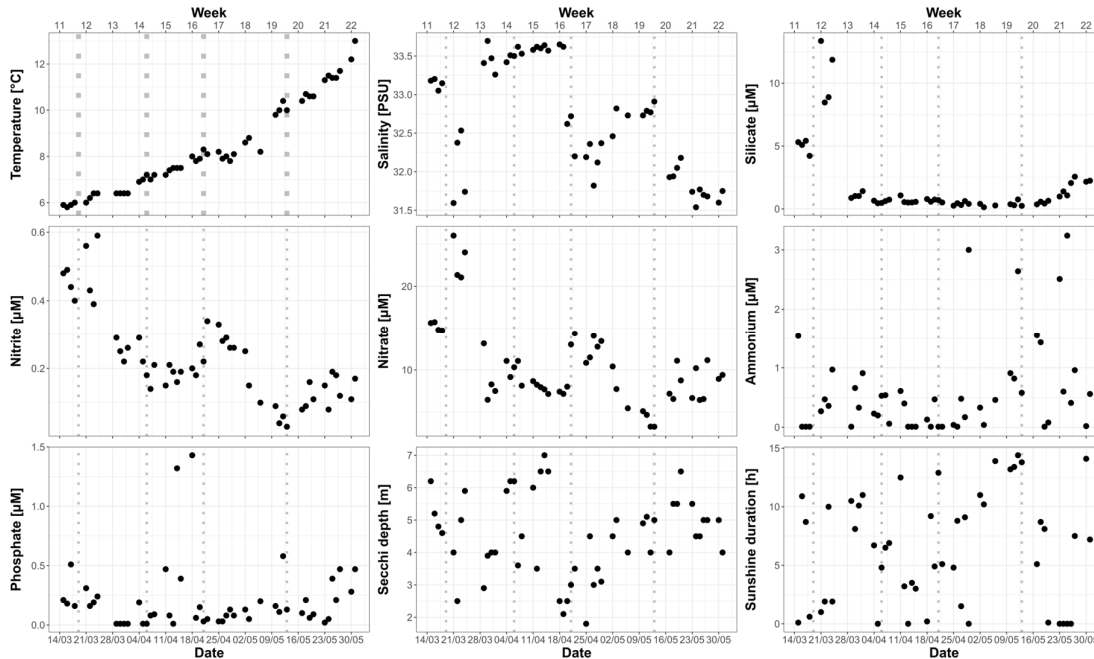 Week Week Week
11 12 13 14 15 16 17 18 19 20 21 22 11 12 13 14 15 16 17 18 19 20 21 22 11 12 13 14 15 16 17 18 19 20 21 22
Temperature [°C]
12
10
8
6
Salinity [PSU]
33.5
33.0
32.5
32.0
31.5
Silicate [µM]
10
5
0
Nitrite [µM]
0.6
0.4
0.2
Nitrate [µM]
20
10
Ammonium [µM]
3
2
1
0
Phosphate [µM]
1.5
1.0
0.5
0.0
Secchi depth [m]
7
6
5
4
3
2
Sunshine duration [h]
15
10
5
0
14/03 21/03 28/03 04/04 11/04 18/04 25/04 02/05 09/05 16/05 23/05 30/05 14/03 21/03 28/03 04/04 11/04 18/04 25/04 02/05 09/05 16/05 23/05 30/05 14/03 21/03 28/03 04/04 11/04 18/04 25/04 02/05 09/05 16/05 23/05 30/05
Date Date Date